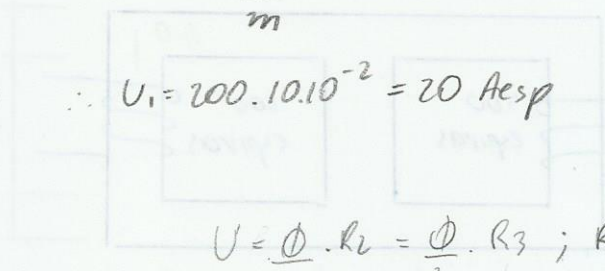 m
∴ U₁ = 200.10.10⁻² = 20 Aesp
U = Φ . R2 = Φ . R3 ;